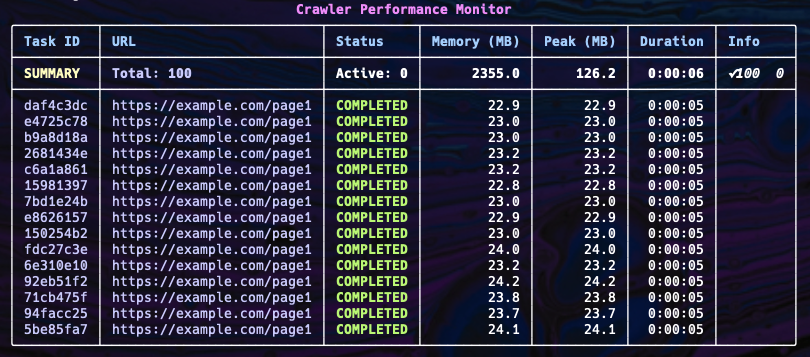 Crawler Performance Monitor
Task ID URL Status Memory (MB) Peak (MB) Duration Info
SUMMARY Total: 100 Active: 0 2355.0 126.2 0:00:06 ✓100 0
daf4c3dc https://example.com/page1 COMPLETED 22.9 22.9 0:00:05
e4725c78 https://example.com/page1 COMPLETED 23.0 23.0 0:00:05
b9a8d18a https://example.com/page1 COMPLETED 23.0 23.0 0:00:05
2681434e https://example.com/page1 COMPLETED 23.2 23.2 0:00:05
c6a1a861 https://example.com/page1 COMPLETED 23.2 23.2 0:00:05
15981397 https://example.com/page1 COMPLETED 22.8 22.8 0:00:05
7bd1e24b https://example.com/page1 COMPLETED 23.0 23.0 0:00:05
e8626157 https://example.com/page1 COMPLETED 22.9 22.9 0:00:05
150254b2 https://example.com/page1 COMPLETED 23.0 23.0 0:00:05
fdc27c3e https://example.com/page1 COMPLETED 24.0 24.0 0:00:05
6e310e10 https://example.com/page1 COMPLETED 23.2 23.2 0:00:05
92eb51f2 https://example.com/page1 COMPLETED 24.2 24.2 0:00:05
71cb475f https://example.com/page1 COMPLETED 23.8 23.8 0:00:05
94facc25 https://example.com/page1 COMPLETED 23.7 23.7 0:00:05
5be85fa7 https://example.com/page1 COMPLETED 24.1 24.1 0:00:05